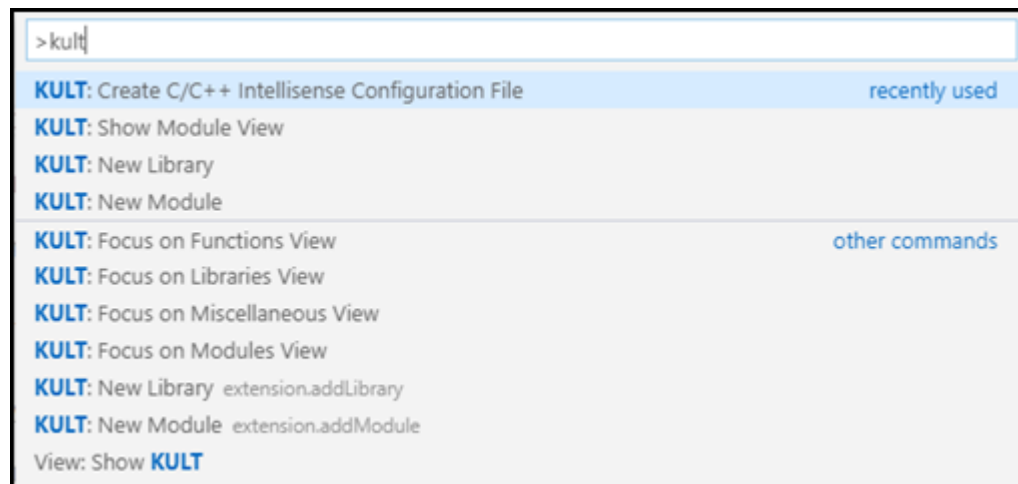 >kult
KULT: Create C/C++ Intellisense Configuration File recently used
KULT: Show Module View
KULT: New Library
KULT: New Module
KULT: Focus on Functions View other commands
KULT: Focus on Libraries View
KULT: Focus on Miscellaneous View
KULT: Focus on Modules View
KULT: New Library extension.addLibrary
KULT: New Module extension.addModule
View: Show KULT